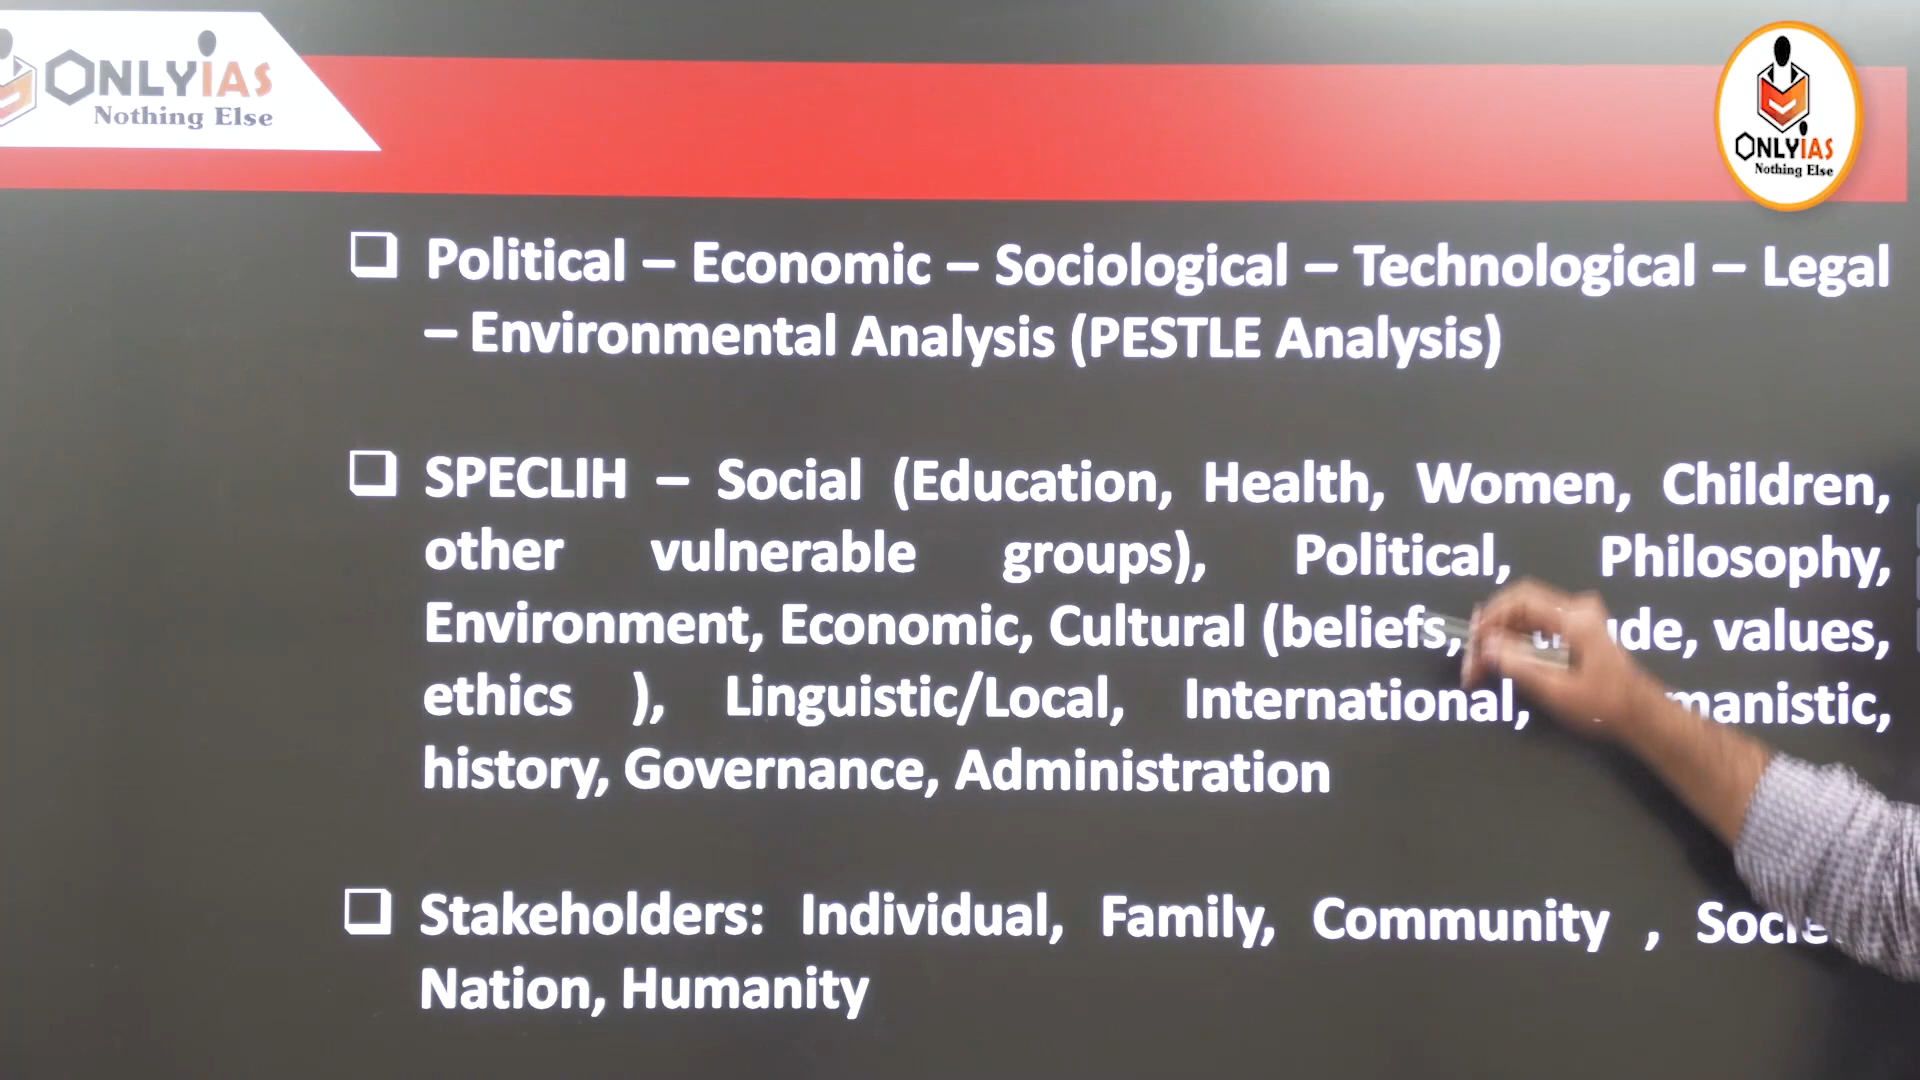 ONLYIAS
Nothing Else
ONLYIAS
Nothing Else
❑ Political – Economic – Sociological – Technological – Legal
– Environmental Analysis (PESTLE Analysis)
❑ SPECLIH – Social (Education, Health, Women, Children,
other vulnerable groups), Political, Philosophy,
Environment, Economic, Cultural (beliefs, values,
ethics ), Linguistic/Local, International,
history, Governance, Administration
❑ Stakeholders: Individual, Family, Community ,
Nation, Humanity